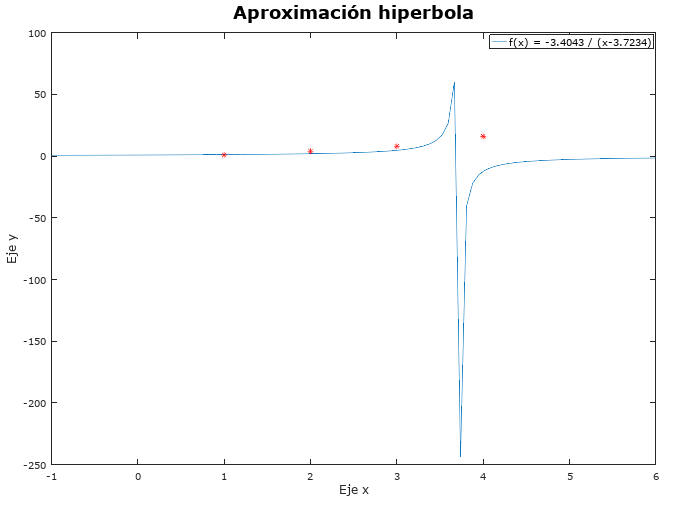 Aproximación hiperbola
f(x) = -3.4043 / (x-3.7234)
100
50
0
-50
-100
-150
-200
-250
Eje y
-1 0 1 2 3 4 5 6
Eje x